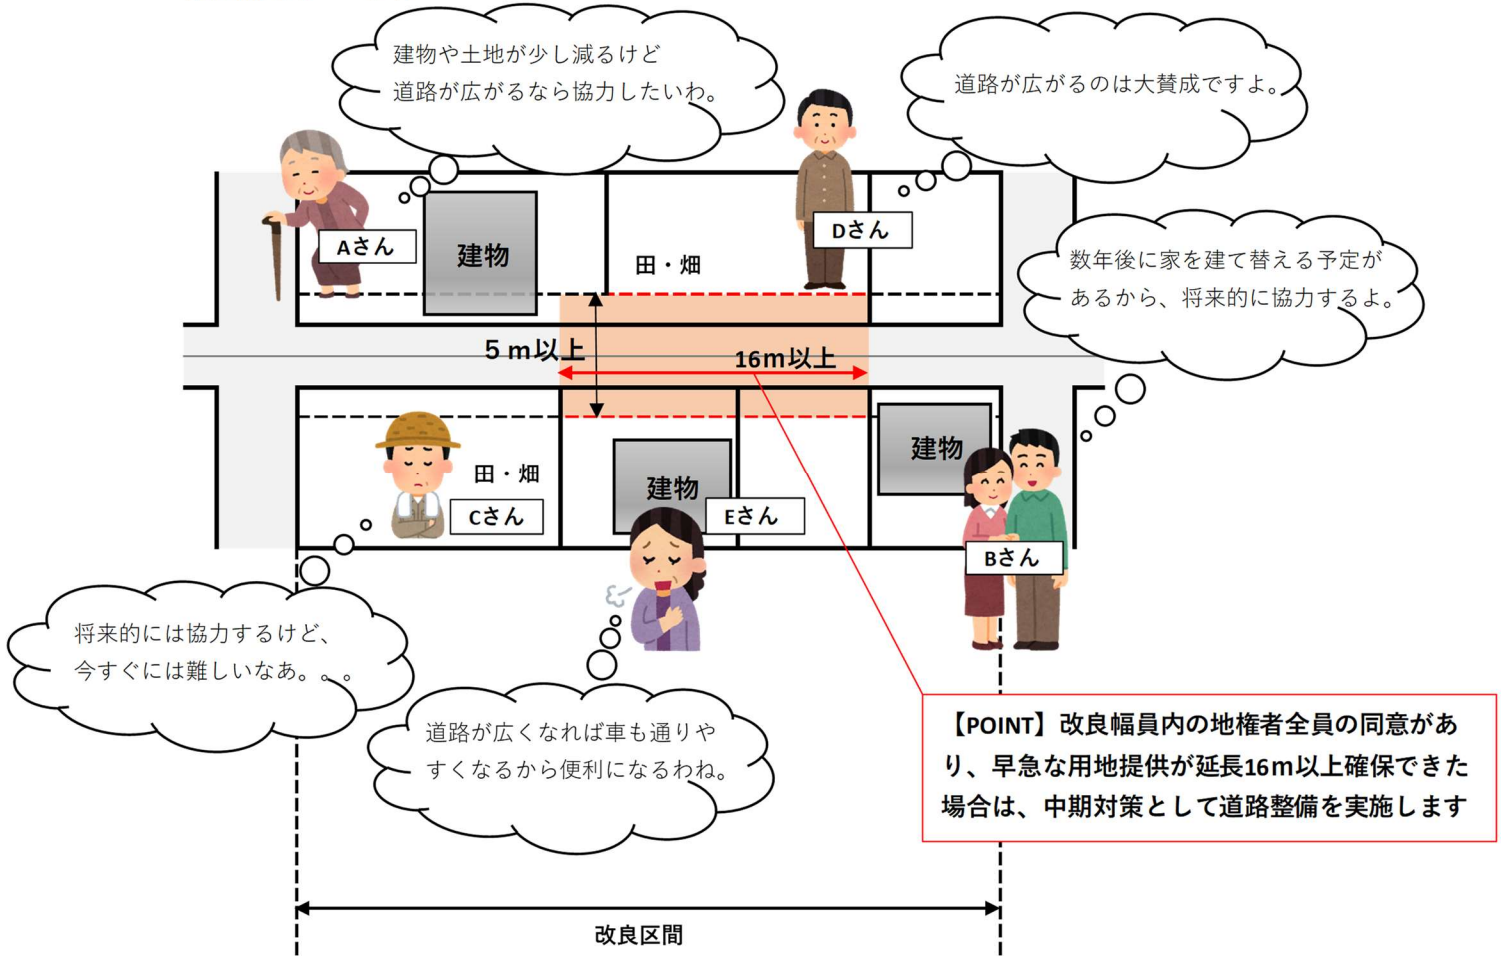 建物や土地が少し減るけど
道路が広がるなら協力したいわ。
道路が広がるのは大賛成ですよ。
Aさん
建物
田・畑
Dさん
数年後に家を建て替える予定が
あるから、将来的に協力するよ。
５ｍ以上
16ｍ以上
田・畑
Cさん
建物
Eさん
建物
Bさん
将来的には協力するけど、
今すぐには難しいなあ。。。
道路が広くなれば車も通りや
すくなるから便利になるわね。
【POINT】改良幅員内の地権者全員の同意があ
り、早急な用地提供が延長16ｍ以上確保できた
場合は、中期対策として道路整備を実施します
改良区間